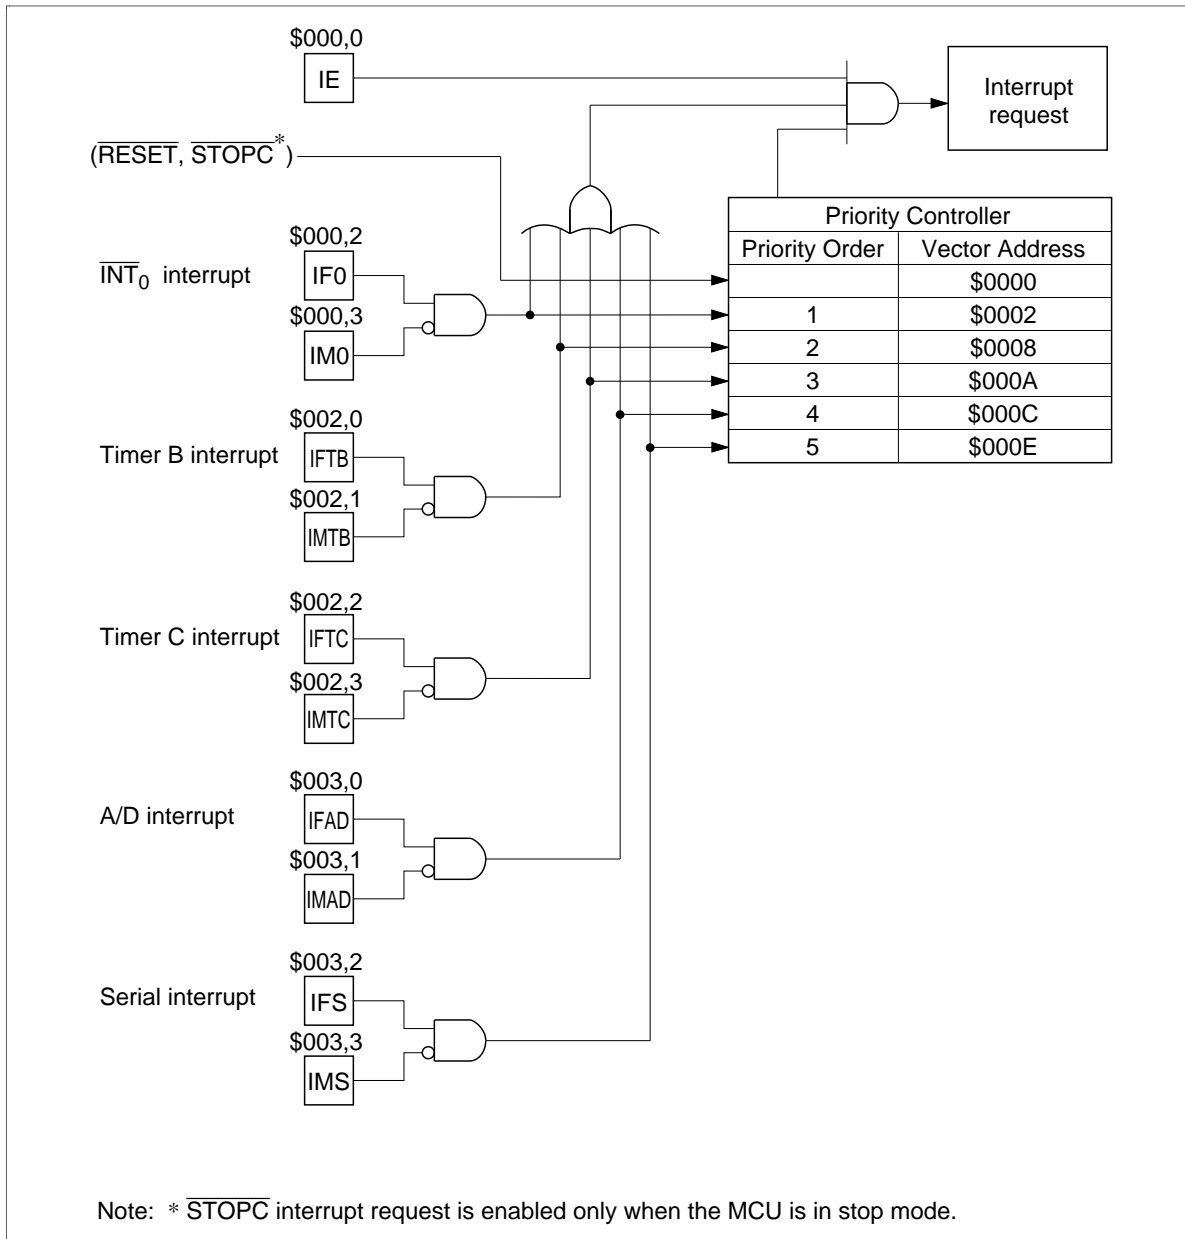 $000,0
IE
Interrupt
request
(RESET, STOPC*)
Priority Controller
Priority Order Vector Address
$0000
1 $0002
2 $0008
3 $000A
4 $000C
5 $000E
$000,2
INT0 interrupt
IF0
$000,3
IM0
$002,0
Timer B interrupt
IFTB
$002,1
IMTB
$002,2
Timer C interrupt
IFTC
$002,3
IMTC
$003,0
A/D interrupt
IFAD
$003,1
IMAD
$003,2
Serial interrupt
IFS
$003,3
IMS
Note: * STOPC interrupt request is enabled only when the MCU is in stop mode.